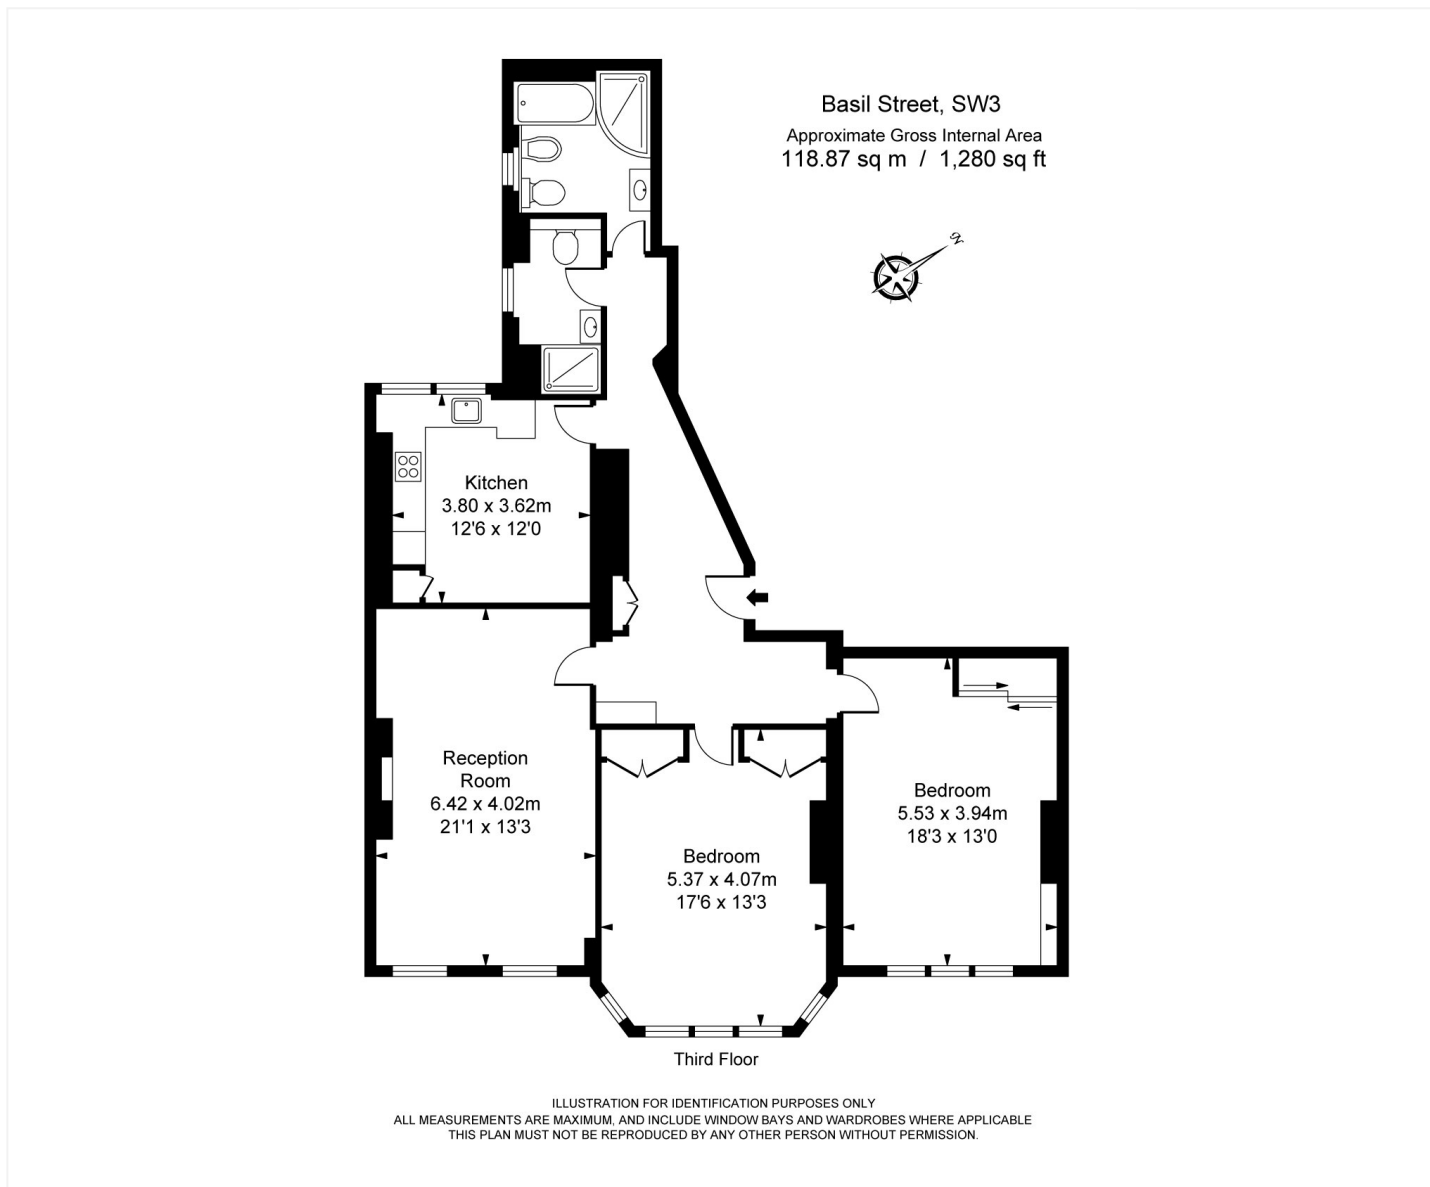 Basil Street, SW3
Approximate Gross Internal Area
118.87 sq m / 1,280 sq ft
N
Kitchen
3.80 x 3.62m
12'6 x 12'0
Reception
Room
6.42 x 4.02m
21'1 x 13'3
Bedroom
5.37 x 4.07m
17'6 x 13'3
Bedroom
5.53 x 3.94m
18'3 x 13'0
Third Floor
ILLUSTRATION FOR IDENTIFICATION PURPOSES ONLY
ALL MEASUREMENTS ARE MAXIMUM, AND INCLUDE WINDOW BAYS AND WARDROBES WHERE APPLICABLE
THIS PLAN MUST NOT BE REPRODUCED BY ANY OTHER PERSON WITHOUT PERMISSION.